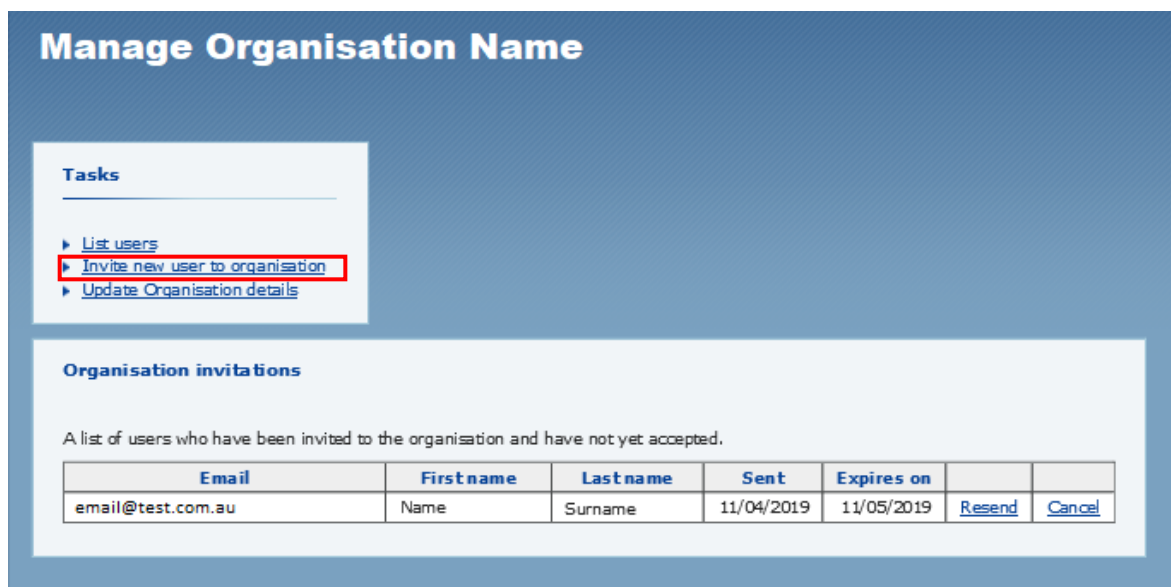 Manage Organisation Name
Tasks
List users
Invite new user to organisation
Update Organisation details
Organisation invitations
A list of users who have been invited to the organisation and have not yet accepted.
Email First name Last name Sent Expires on
email@test.com.au Name Surname 11/04/2019 11/05/2019 Resend Cancel